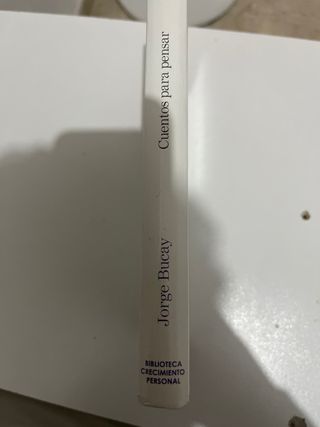 Cuentos para pensar
Jorge Bucay
BIBLIOTECA
CRECIMIENTO
PERSONAL